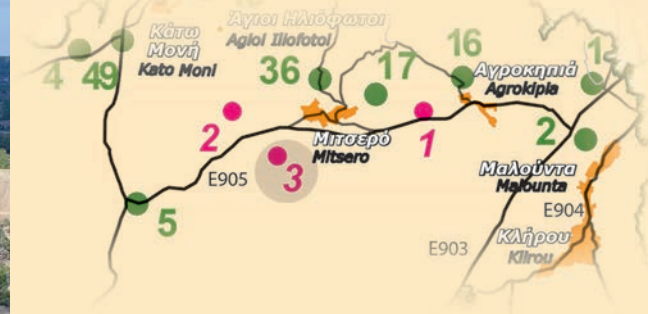 Άγιοι Ηλιόφωτοι
Agioi Iliofotoi
Κάτω
Μονή
Kato Moni
4
49
36
17
16
1
Αγροκηπιά
Agrokipia
2
Μιτσερό
Mitsero
1
2
3
Μαλούντα
Malounta
E905
5
E904
Κλήρου
Klirou
E903